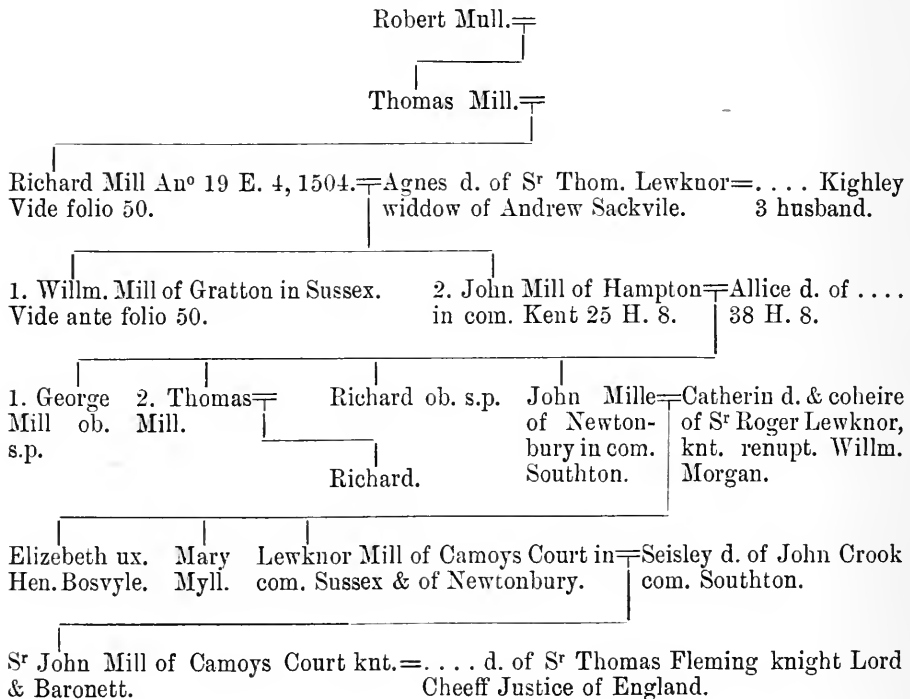 Robert Mull.
Thomas Mill.
Richard Mill Anº 19 E. 4, 1504.=Agnes d. of Sʳ Thom. Lewknor=.... Kighley
Vide folio 50. widdow of Andrew Sackvile. 3 husband.
1. Willm. Mill of Gratton in Sussex. 2. John Mill of Hampton=Allice d. of ....
Vide ante folio 50. in com. Kent 25 H. 8. 38 H. 8.
1. George 2. Thomas= Richard ob. s.p. John Mille=Catherin d. & coheire
Mill ob. Mill. of Newton- of Sʳ Roger Lewknor,
s.p. bury in com. knt. renupt. Willm.
Richard. Southton. Morgan.
Elizebeth ux. Mary Lewknor Mill of Camoys Court in=Seisley d. of John Crook
Hen. Bosvyle. Myll. com. Sussex & of Newtonbury. com. Southton.
Sʳ John Mill of Camoys Court knt.=.... d. of Sʳ Thomas Fleming knight Lord
& Baronett. Cheeff Justice of England.